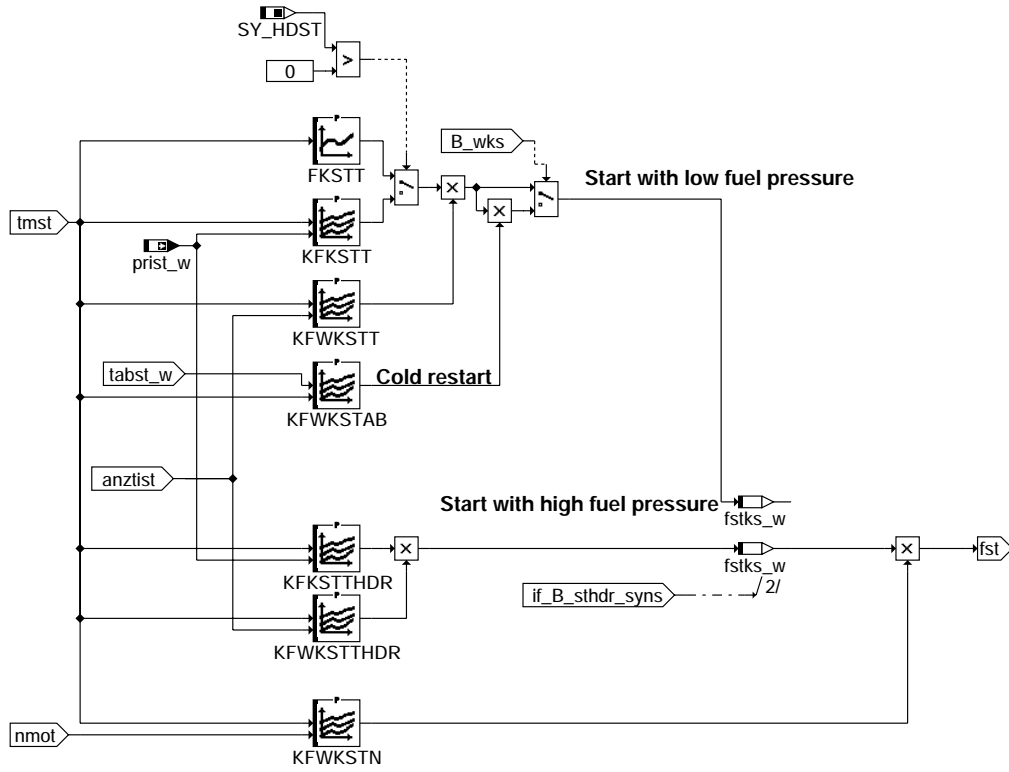 SY_HDST
0
>
P
FKSTT
B_wks
Start with low fuel pressure
tmst
P
KFKSTT
prist_w
P
KFWKSTT
tabst_w
P
Cold restart
KFWKSTAB
anztist
Start with high fuel pressure
fstks_w
P
KFKSTTHDR
fstks_w
fst
if_B_sthdr_syns
2/
P
KFWKSTTHDR
nmot
P
KFWKSTN